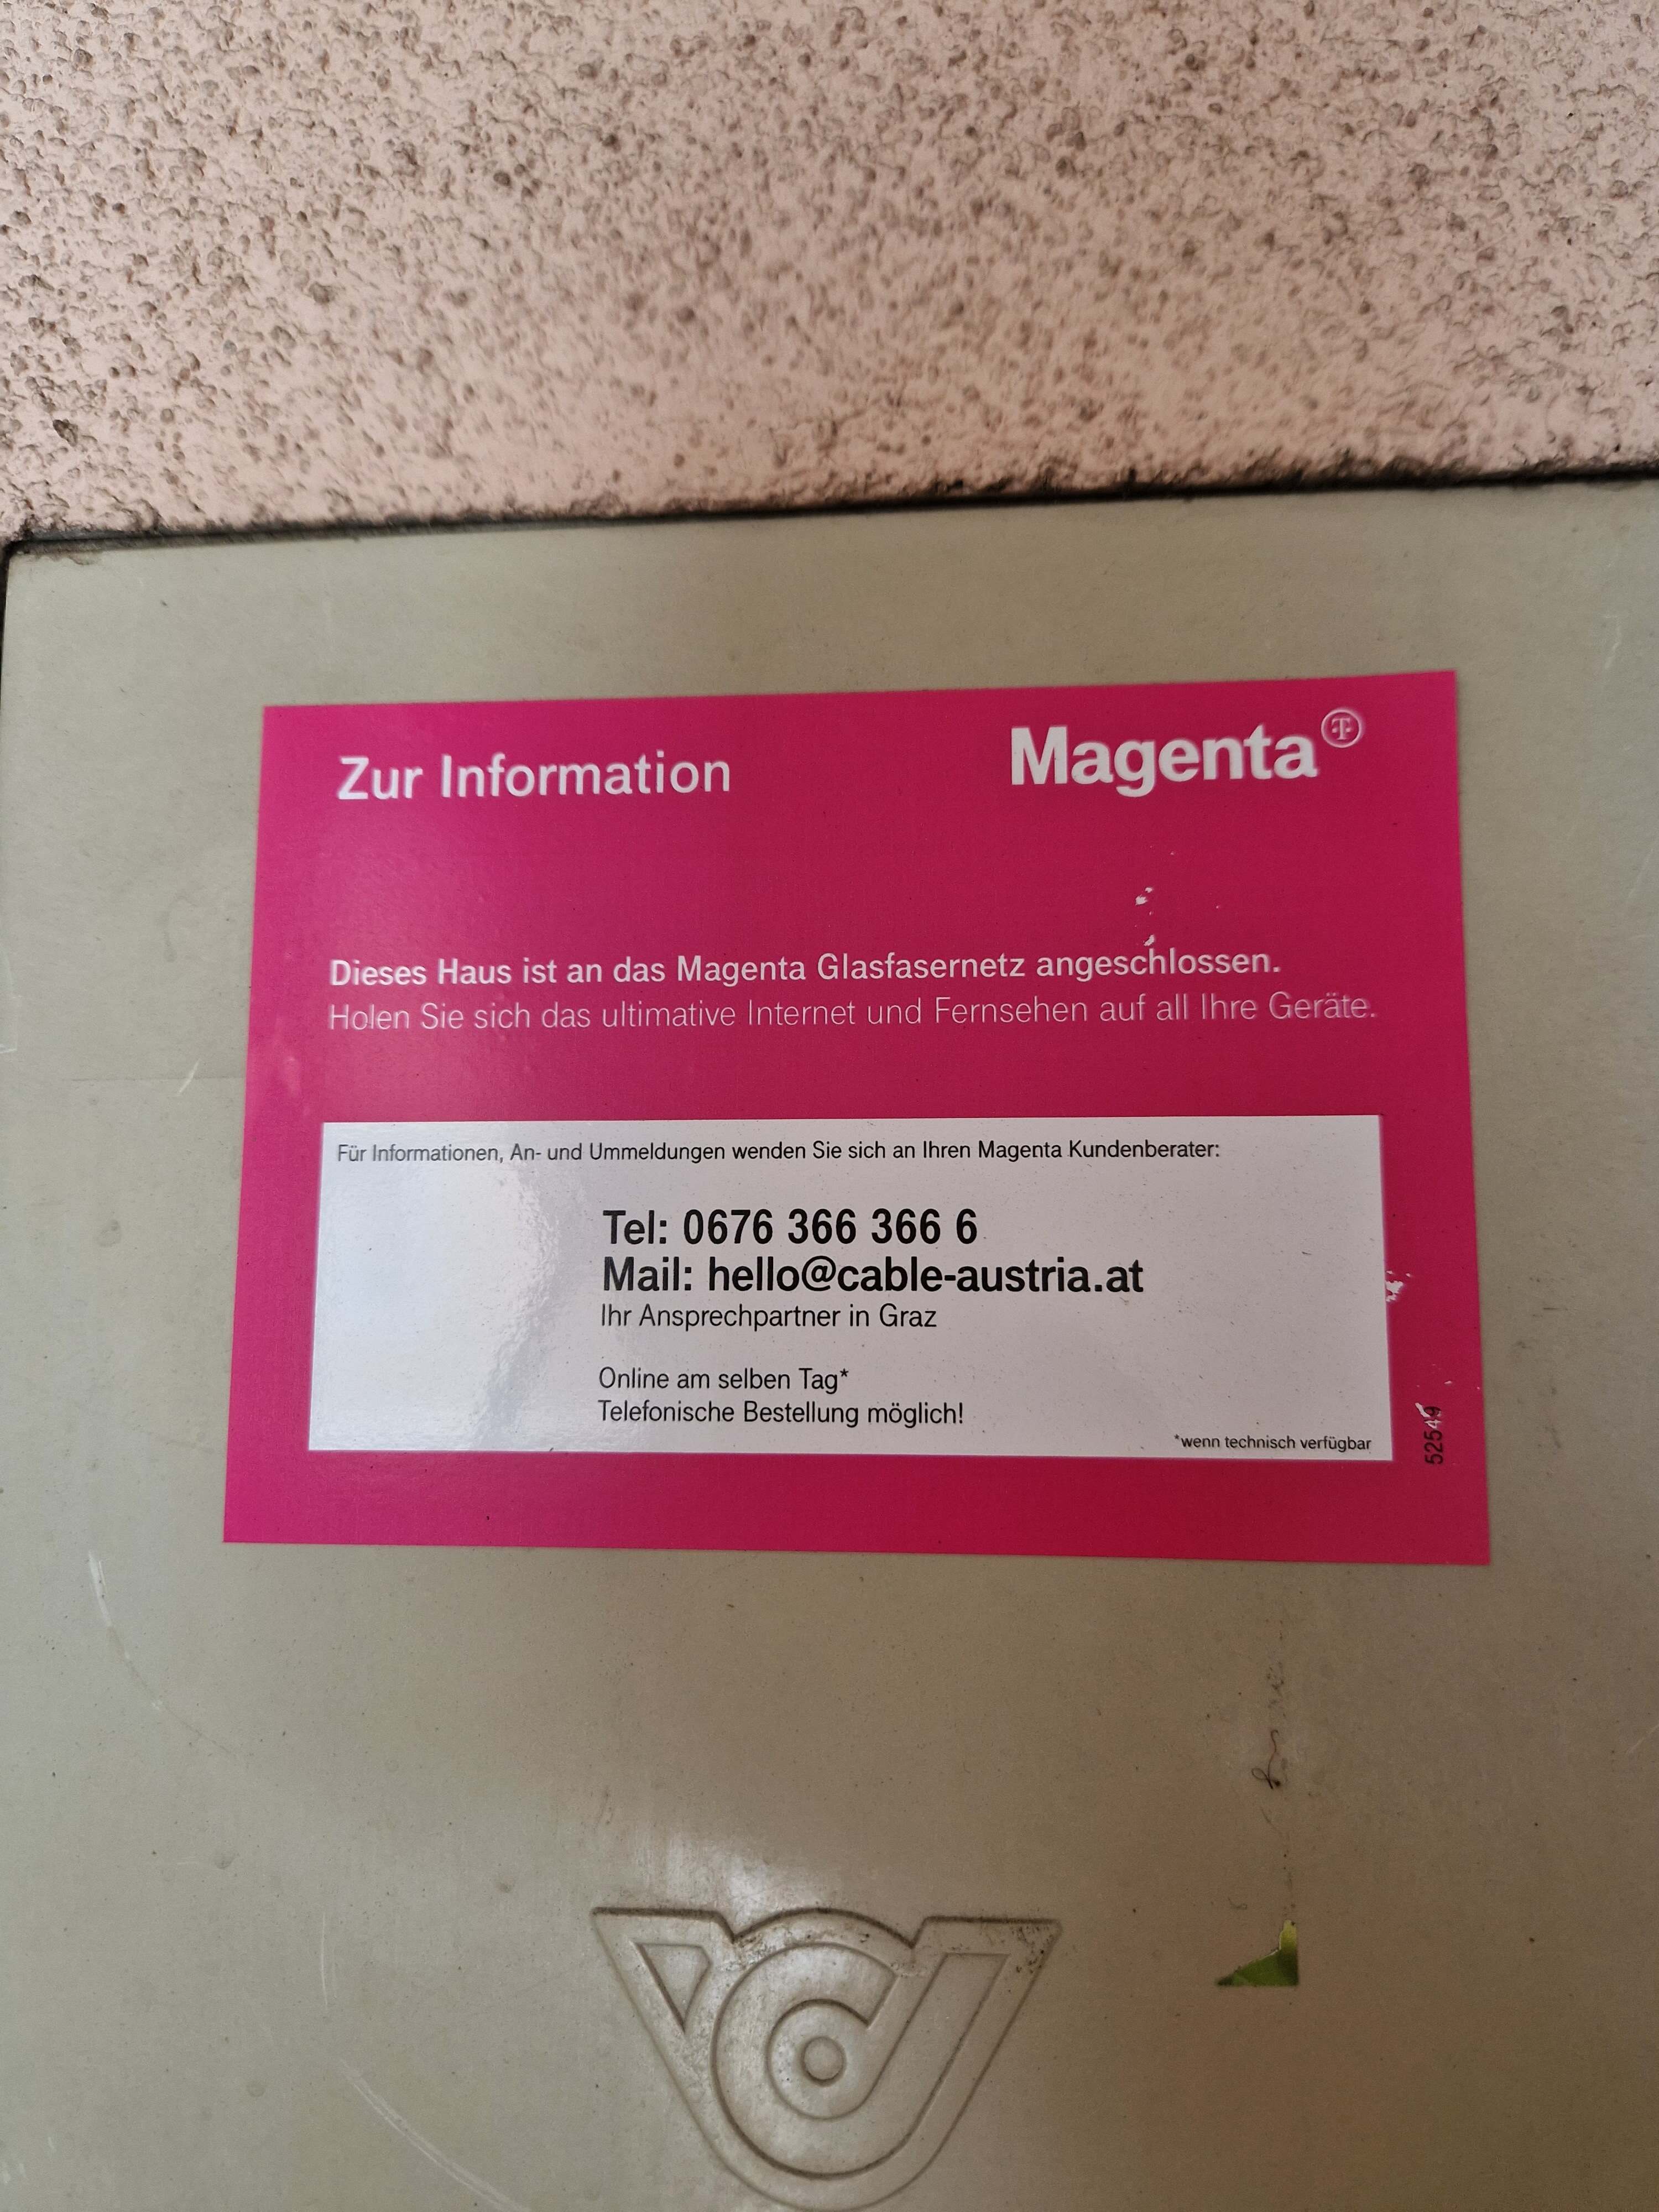 Zur Information
Magenta
Dieses Haus ist an das Magenta Glasfasernetz angeschlossen.
Holen Sie sich das ultimative Internet und Fernsehen auf all Ihre Geräte.
Für Informationen, An- und Ummeldungen wenden Sie sich an Ihren Magenta Kundenberater:
Tel: 0676 366 366 6
Mail: hello@cable-austria.at
Ihr Ansprechpartner in Graz
Online am selben Tag*
Telefonische Bestellung möglich!
*wenn technisch verfügbar
52549